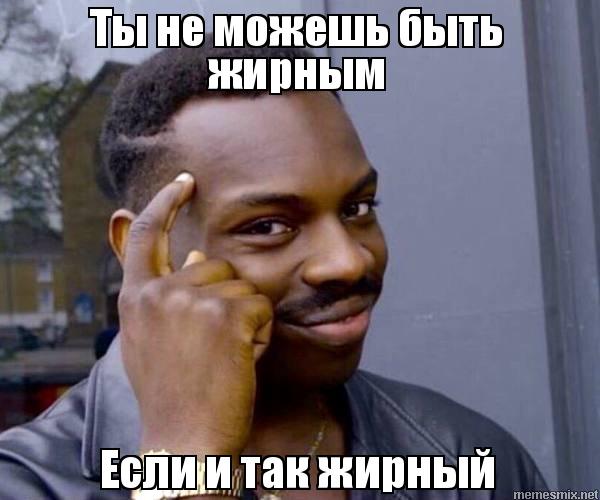 Ты не можешь быть
жирным
Если и так жирный
memesmix.net